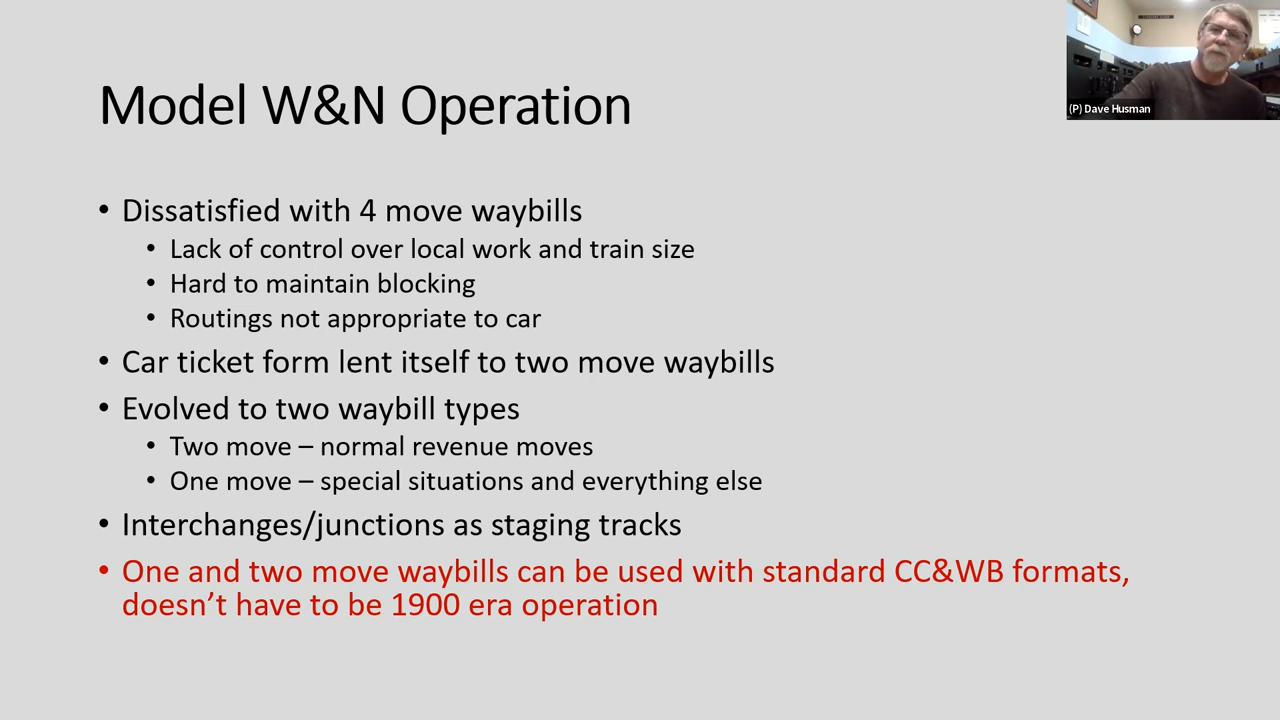 Model W&N Operation
(P) Dave Husman
• Dissatisfied with 4 move waybills
• Lack of control over local work and train size
• Hard to maintain blocking
• Routings not appropriate to car
• Car ticket form lent itself to two move waybills
• Evolved to two waybill types
• Two move – normal revenue moves
• One move – special situations and everything else
• Interchanges/junctions as staging tracks
• One and two move waybills can be used with standard CC&WB formats,
doesn’t have to be 1900 era operation